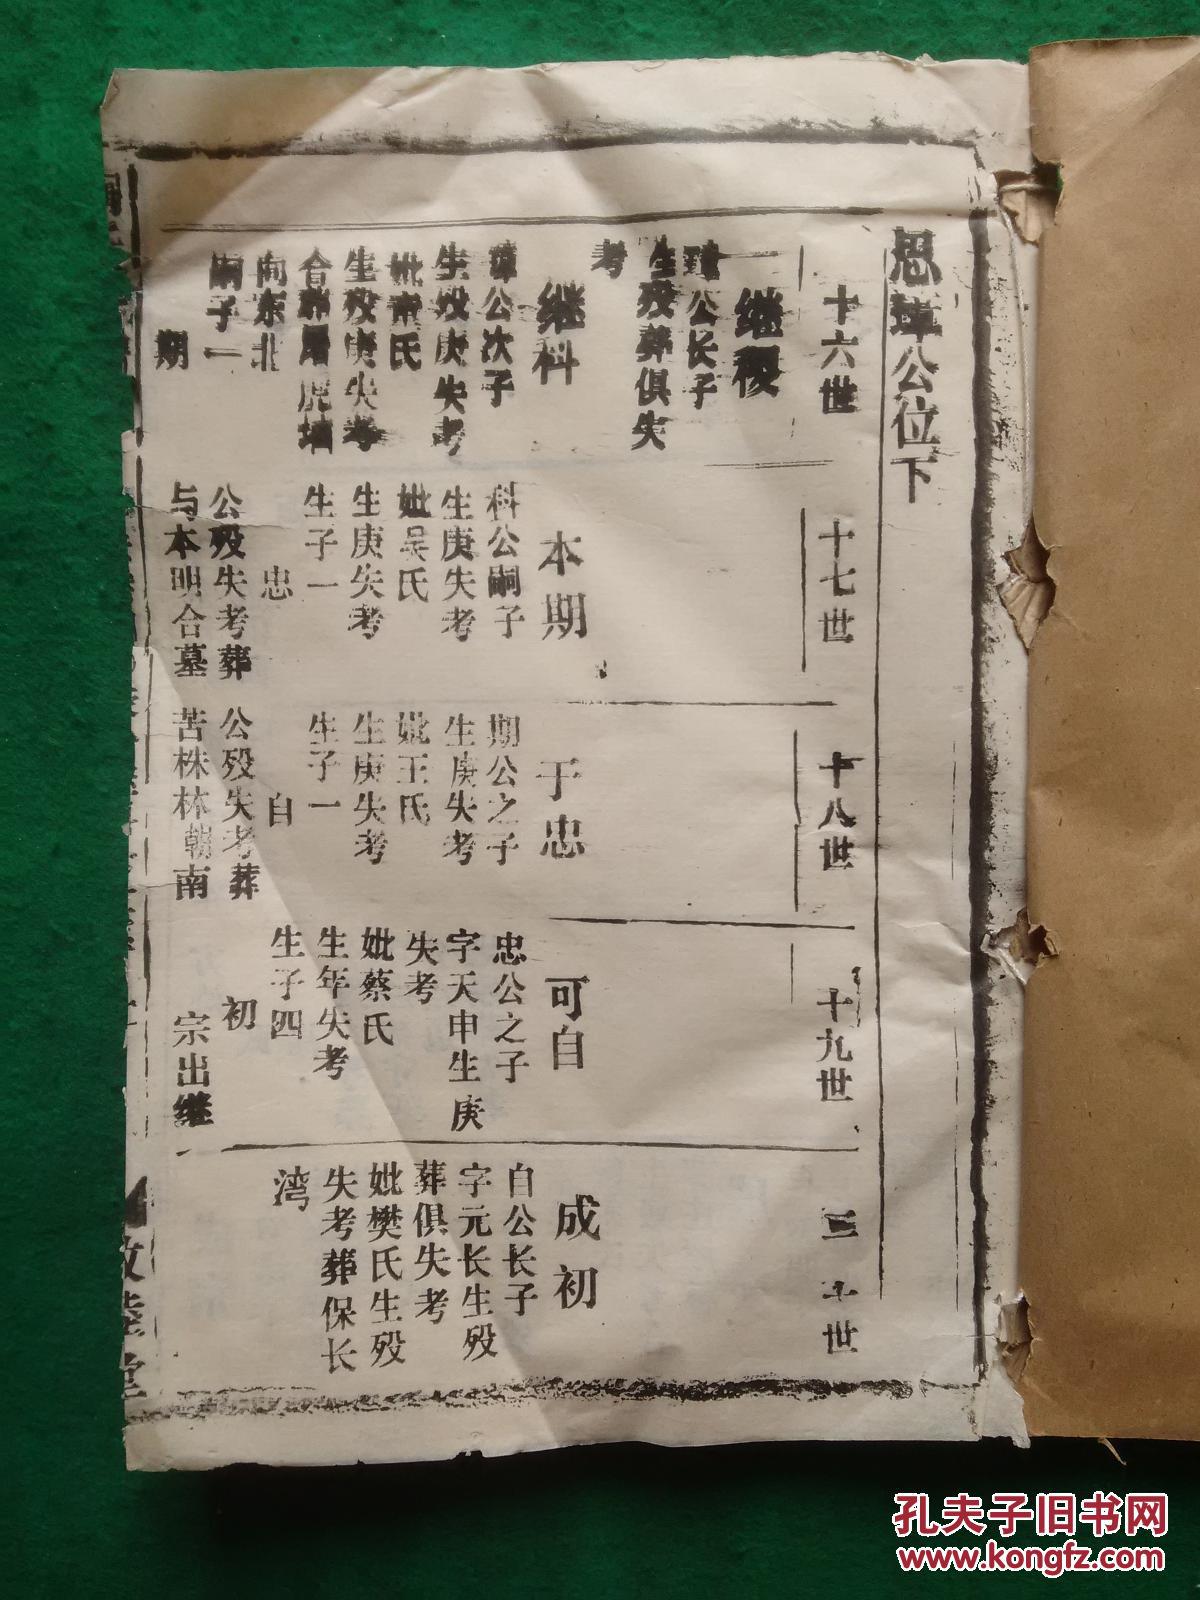 思璋公位下
十六世
继稷
璋公长子
生殁葬俱失
考
继科
璋公次子
生殁庚失考
妣
氏
生殁庚失考
合葬屠虎塘
向东北
嗣子一
期
十七世
本期
科公嗣子
生庚失考
妣吴氏
生庚失考
生子一
忠
公殁失考葬
与本明合墓
十八世
于忠
期公之子
生庚失考
妣王氏
生庚失考
生子一
自
公殁失考葬
苦株林朝南
十九世
可自
忠公之子
字天申生庚
失考
妣蔡氏
生年失考
生子四
初
宗出继
二十世
成初
自公长子
字元长生殁
葬俱失考
妣樊氏生殁
失考葬保长
湾
敦睦堂
孔夫子旧书网
www.kongfz.com